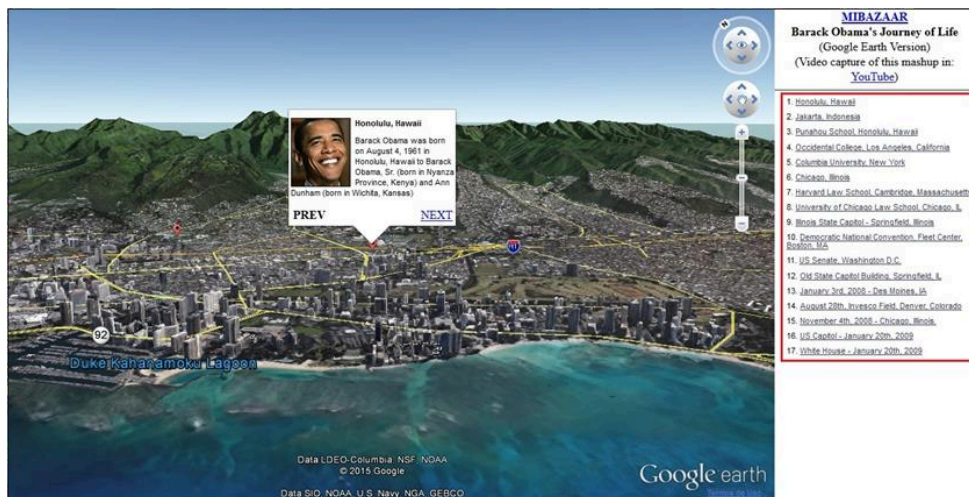 MIBAZAAR
Barack Obama's Journey of Life
(Google Earth Version)
(Video capture of this mashup in:
YouTube)
1. Honolulu, Hawaii
2. Jakarta, Indonesia
3. Punahou School, Honolulu, Hawaii
4. Occidental College, Los Angeles, California
5. Columbia University, New York
6. Chicago, Illinois
7. Harvard Law School, Cambridge, Massachusett
8. University of Chicago Law School, Chicago, IL
9. Illinois State Capitol - Springfield, Illinois
10. Democratic National Convention, Fleet Center,
Boston, MA
11. US Senate, Washington D.C.
12. Old State Capitol Building, Springfield, IL
13. January 3rd, 2008 - Des Moines, IA
14. August 28th, Invesco Field, Denver, Colorado
15. November 4th, 2008 - Chicago, Illinois.
16. US Capitol - January 20th, 2009
17. White House - January 20th, 2009
N
Honolulu, Hawaii
Barack Obama was born
on August 4, 1961 in
Honolulu, Hawaii to Barack
Obama, Sr. (born in Nyanza
Province, Kenya) and Ann
Dunham (born in Wichita, Kansas)
PREV NEXT
H1
92
Duke Kahanamoku Lagoon
Data LDEO-Columbia, NSF, NOAA
© 2015 Google
Data SIO, NOAA, U.S. Navy, NGA, GEBCO
Google earth
Termos de Uso